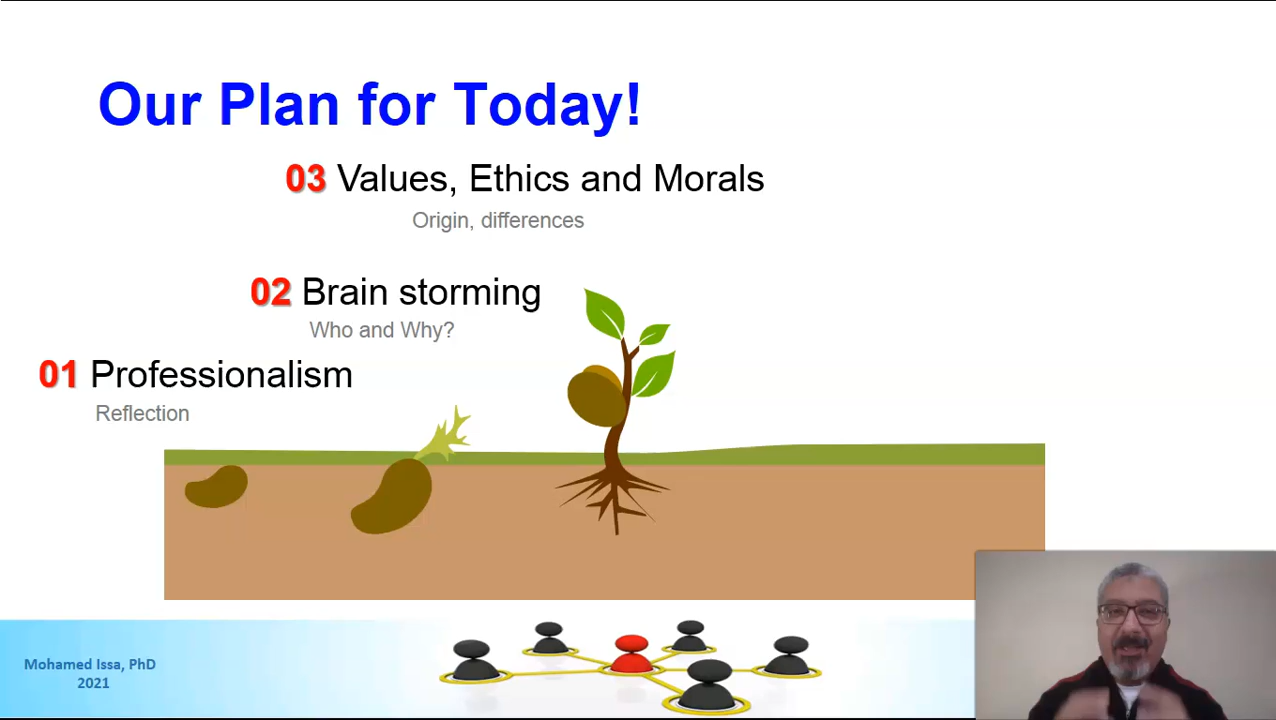 Our Plan for Today!
03 Values, Ethics and Morals
Origin, differences
02 Brain storming
Who and Why?
01 Professionalism
Reflection
Mohamed Issa, PhD
2021